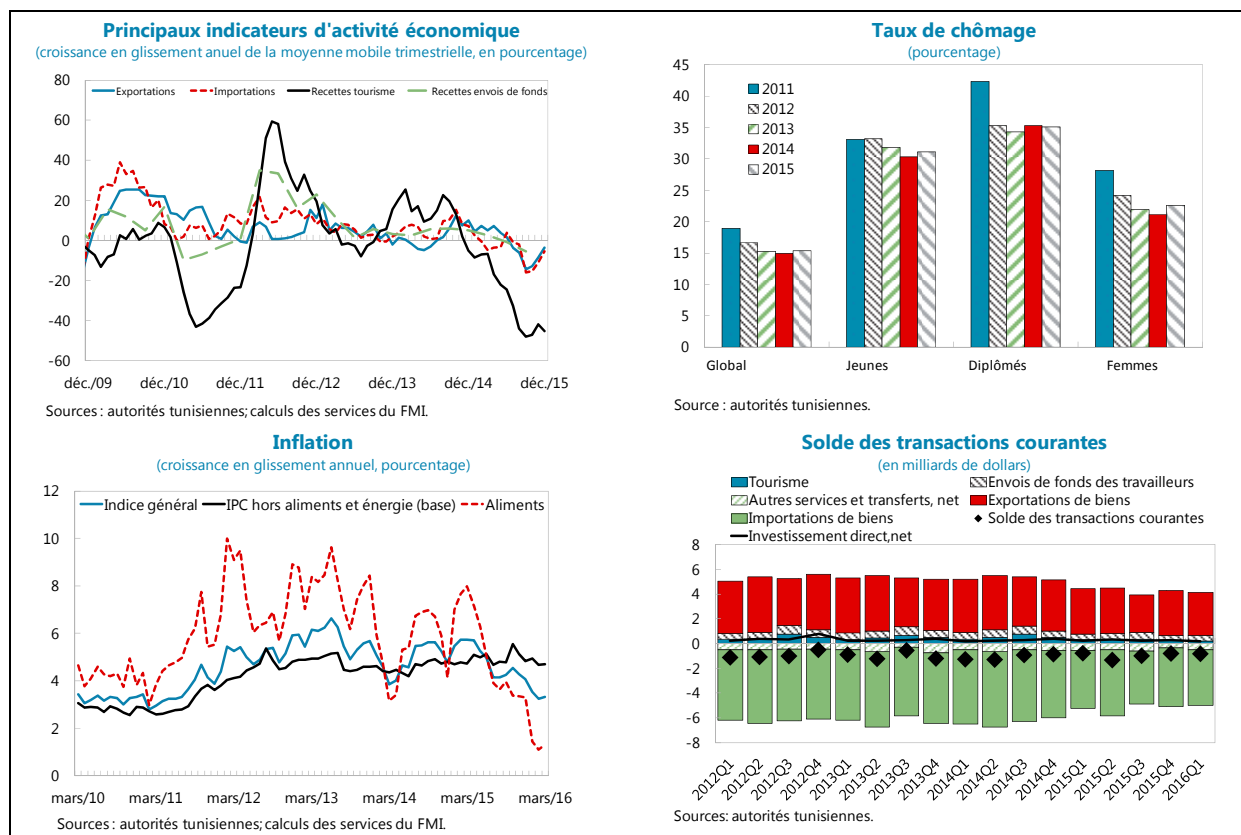 Principaux indicateurs d'activité économique
(croissance en glissement anuel de la moyenne mobile trimestrielle, en pourcentage)
80
60
40
20
0
-20
-40
-60
Exportations
Importations
Recettes tourisme
Recettes envois de fonds
déc./09
déc./10
déc./11
déc./12
déc./13
déc./14
déc./15
Sources : autorités tunisiennes; calculs des services du FMI.
Taux de chômage
(pourcentage)
45
40
35
30
25
20
15
10
5
0
2011
2012
2013
2014
2015
Global
Jeunes
Diplômés
Femmes
Source : autorités tunisiennes.
Inflation
(croissance en glissement annuel, pourcentage)
12
10
8
6
4
2
0
Indice général
IPC hors aliments et énergie (base)
Aliments
mars/10
mars/11
mars/12
mars/13
mars/14
mars/15
mars/16
Sources : autorités tunisiennes; calculs des services du FMI.
Solde des transactions courantes
(en milliards de dollars)
Tourisme
Envois de fonds des travailleurs
Autres services et transferts, net
Exportations de biens
Importations de biens
Solde des transactions courantes
Investissement direct,net
8
6
4
2
0
-2
-4
-6
-8
2012Q1
2012Q2
2012Q3
2012Q4
2013Q1
2013Q2
2013Q3
2013Q4
2014Q1
2014Q2
2014Q3
2014Q4
2015Q1
2015Q2
2015Q3
2015Q4
2016Q1
Sources: autorités tunisiennes.